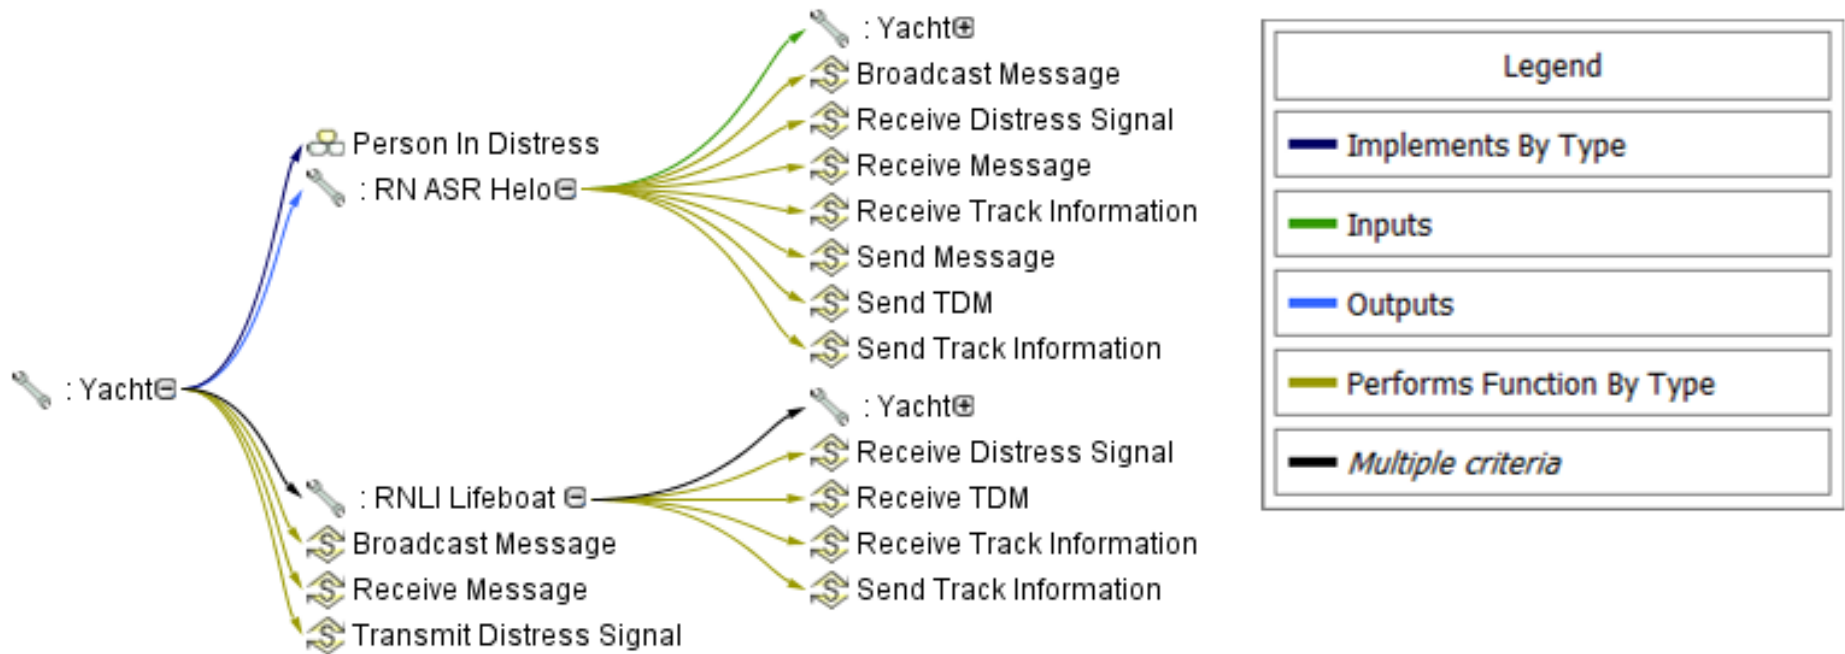 : Yacht
Person In Distress
: RN ASR Helo
: RNLI Lifeboat
Broadcast Message
Receive Message
Transmit Distress Signal
: Yacht
Broadcast Message
Receive Distress Signal
Receive Message
Receive Track Information
Send Message
Send TDM
Send Track Information
: Yacht
Receive Distress Signal
Receive TDM
Receive Track Information
Send Track Information
Legend
Implements By Type
Inputs
Outputs
Performs Function By Type
Multiple criteria